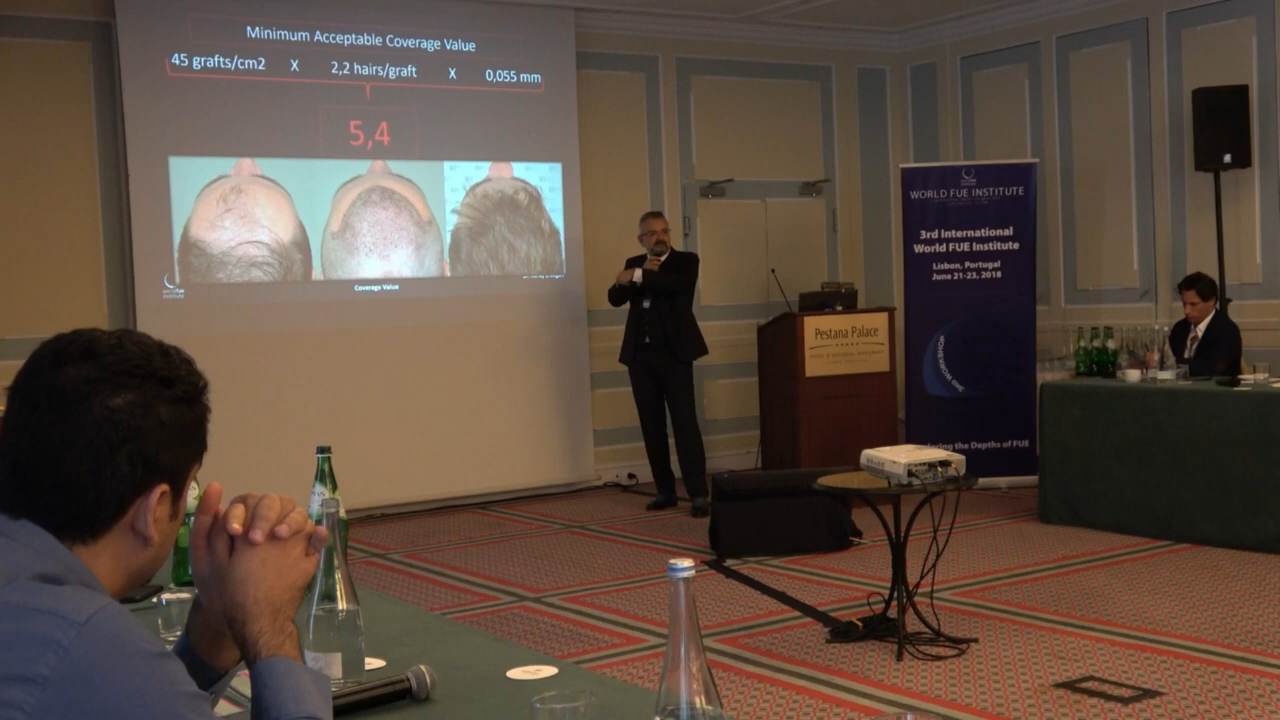 Minimum Acceptable Coverage Value
45 grafts/cm2 X 2,2 hairs/graft X 0,055 mm
5,4
Coverage Value
WORLD FUE INSTITUTE
3rd International
World FUE Institute
Lisbon, Portugal
June 21-23, 2018
3RD WORKSHOP
the Depths of FUE
Pestana Palace